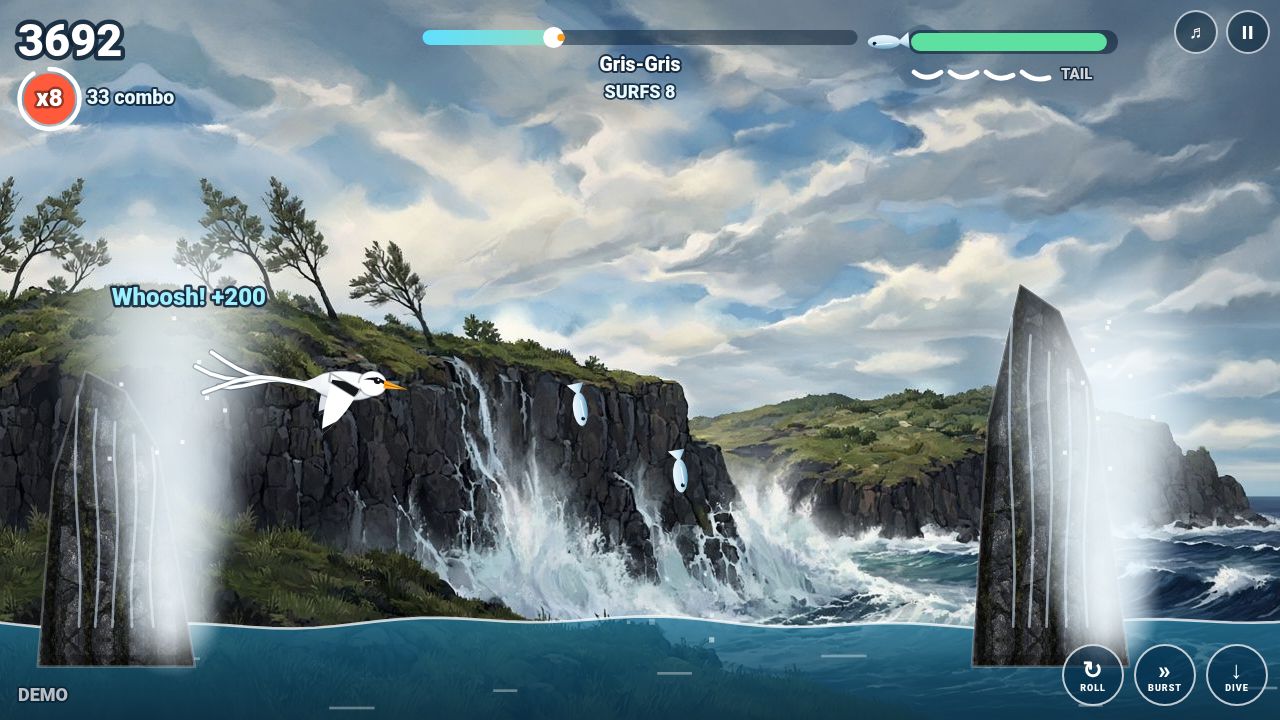 3692
x8
33 combo
Gris-Gris
SURFS 8
TAIL
Whoosh! +200
DEMO
ROLL
BURST
DIVE